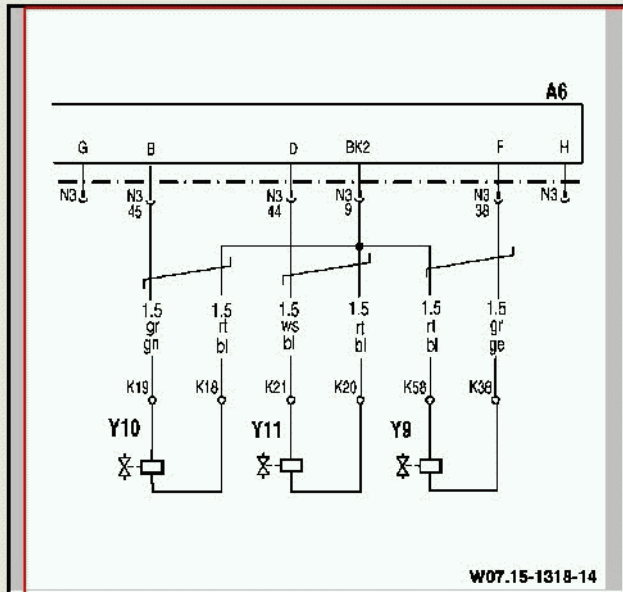 A6
G B D BK2 F H
N3 N3 N3 N3 N3 N3
45 44 9 38
1.5 1.5 1.5 1.5 1.5 1.5
gr rt ws rt rt gr
gn bl bl bl bl ge
K19 K18 K21 K20 K58 K38
Y10 Y11 Y9
W07.15-1318-14